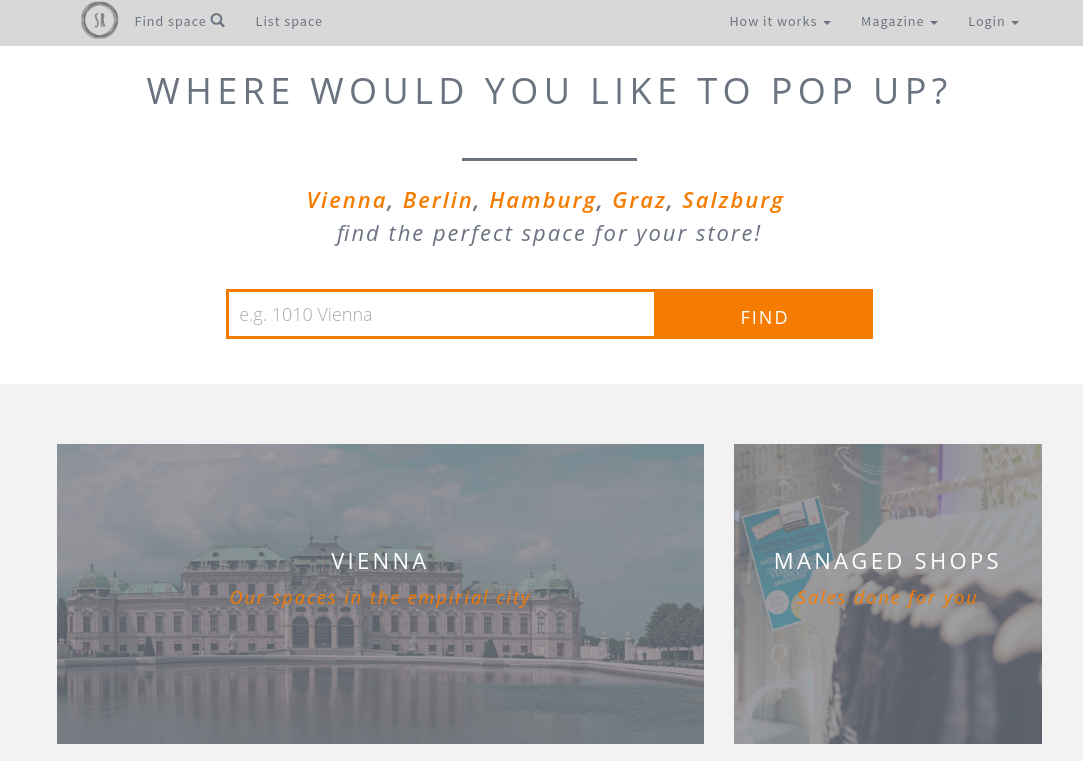 SR
Find space
List space
How it works
Magazine
Login
WHERE WOULD YOU LIKE TO POP UP?
Vienna, Berlin, Hamburg, Graz, Salzburg
find the perfect space for your store!
e.g. 1010 Vienna
FIND
VIENNA
Our spaces in the empirial city
MANAGED SHOPS
Sales done for you